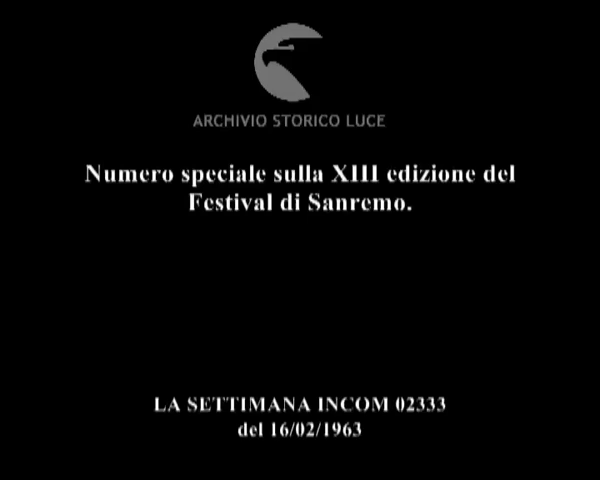 ARCHIVIO STORICO LUCE
Numero speciale sulla XIII edizione del
Festival di Sanremo.
LA SETTIMANA INCOM 02333
del 16/02/1963